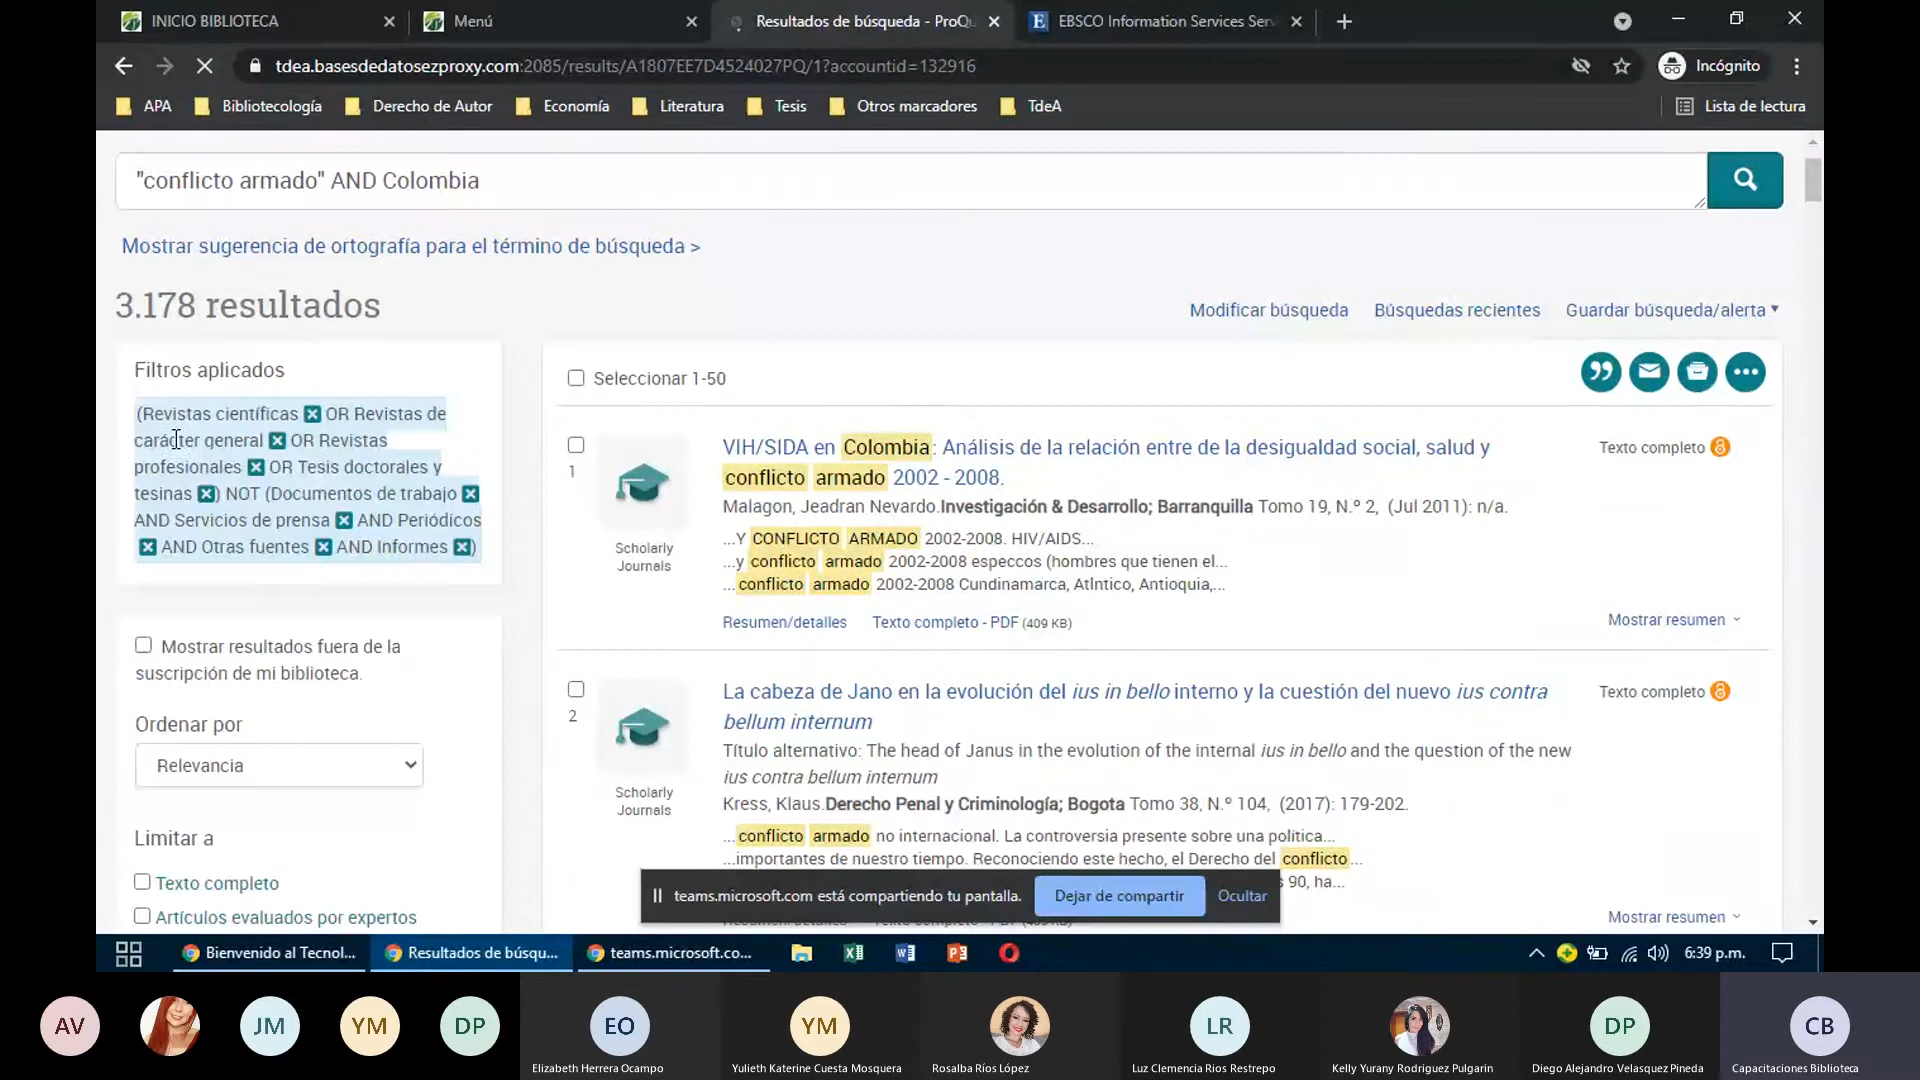 INICIO BIBLIOTECA
Menú
Resultados de búsqueda - ProQu
EBSCO Information Services Serv
tdea.basesdedatosezproxy.com:2085/results/A1807EE7D4524027PQ/1?accountid=132916
Incógnito
APA
Bibliotecología
Derecho de Autor
Economía
Literatura
Tesis
Otros marcadores
TdeA
Lista de lectura
"conflicto armado" AND Colombia
Mostrar sugerencia de ortografía para el término de búsqueda >
3.178 resultados
Modificar búsqueda
Búsquedas recientes
Guardar búsqueda/alerta
Filtros aplicados
(Revistas científicas OR Revistas de
carácter general OR Revistas
profesionales OR Tesis doctorales y
tesinas ) NOT (Documentos de trabajo
AND Servicios de prensa AND Periódicos
AND Otras fuentes AND Informes )
Mostrar resultados fuera de la
suscripción de mi biblioteca.
Ordenar por
Relevancia
Limitar a
Texto completo
Artículos evaluados por expertos
Seleccionar 1-50
1
Scholarly
Journals
VIH/SIDA en Colombia: Análisis de la relación entre de la desigualdad social, salud y
conflicto armado 2002 - 2008.
Malagon, Jeadran Nevardo.Investigación & Desarrollo; Barranquilla Tomo 19, N.º 2, (Jul 2011): n/a.
...Y CONFLICTO ARMADO 2002-2008. HIV/AIDS...
...y conflicto armado 2002-2008 especcos (hombres que tienen el...
...conflicto armado 2002-2008 Cundinamarca, Atlntico, Antioquia,...
Resumen/detalles
Texto completo - PDF (409 KB)
Texto completo
Mostrar resumen
2
Scholarly
Journals
La cabeza de Jano en la evolución del ius in bello interno y la cuestión del nuevo ius contra
bellum internum
Título alternativo: The head of Janus in the evolution of the internal ius in bello and the question of the new
ius contra bellum internum
Kress, Klaus.Derecho Penal y Criminología; Bogota Tomo 38, N.º 104, (2017): 179-202.
...conflicto armado no internacional. La controversia presente sobre una política...
...importantes de nuestro tiempo. Reconociendo este hecho, el Derecho del conflicto...
90, ha...
Texto completo
Mostrar resumen
teams.microsoft.com está compartiendo tu pantalla.
Dejar de compartir
Ocultar
Bienvenido al Tecnol...
Resultados de búsqu...
teams.microsoft.co...
6:39 p.m.
AV
JM
YM
DP
EO
Elizabeth Herrera Ocampo
YM
Yulieth Katerine Cuesta Mosquera
Rosalba Ríos López
LR
Luz Clemencia Rios Restrepo
Kelly Yurany Rodriguez Pulgarin
DP
Diego Alejandro Velasquez Pineda
CB
Capacitaciones Biblioteca